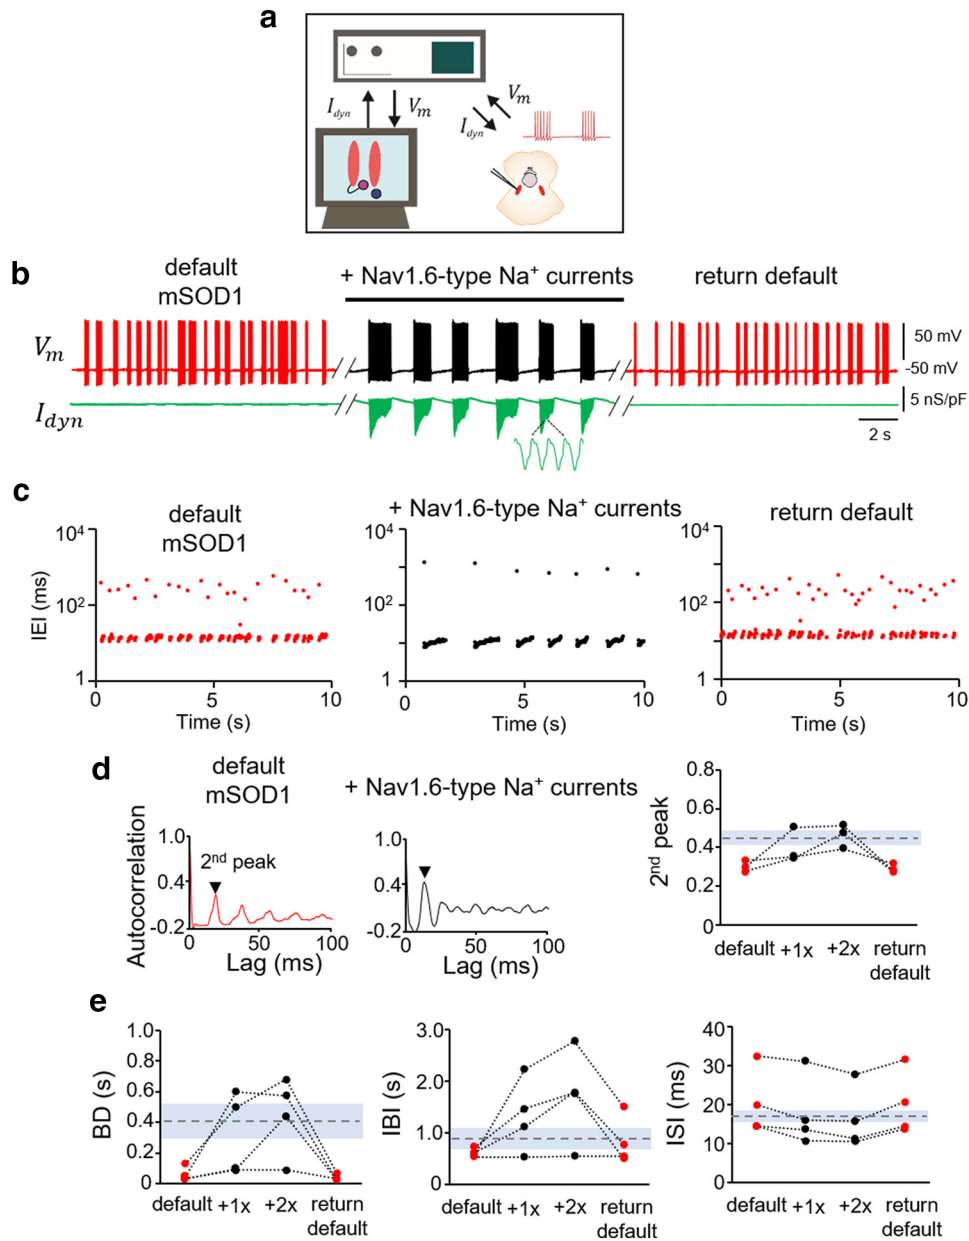 a
I_dyn
V_m
V_m
I_dyn
b
default
mSOD1
+ Nav1.6-type Na⁺ currents
return default
V_m
50 mV
-50 mV
I_dyn
5 nS/pF
2 s
c
default
mSOD1
+ Nav1.6-type Na⁺ currents
return default
IEI (ms)
10⁴
10²
1
0
5
10
Time (s)
10⁴
10²
1
0
5
10
Time (s)
10⁴
10²
1
0
5
10
Time (s)
d
default
mSOD1
+ Nav1.6-type Na⁺ currents
Autocorrelation
1.0
0.4
-0.2
2ⁿᵈ peak
0
50
100
Lag (ms)
1.0
0.4
-0.2
0
50
100
Lag (ms)
2ⁿᵈ peak
0.8
0.6
0.4
0.2
0
default +1x +2x return
default
e
BD (s)
1.0
0.8
0.6
0.4
0.2
0
default +1x +2x return
default
IBI (s)
3.0
2.0
1.0
0
default +1x +2x return
default
ISI (ms)
40
30
20
10
0
default +1x +2x return
default